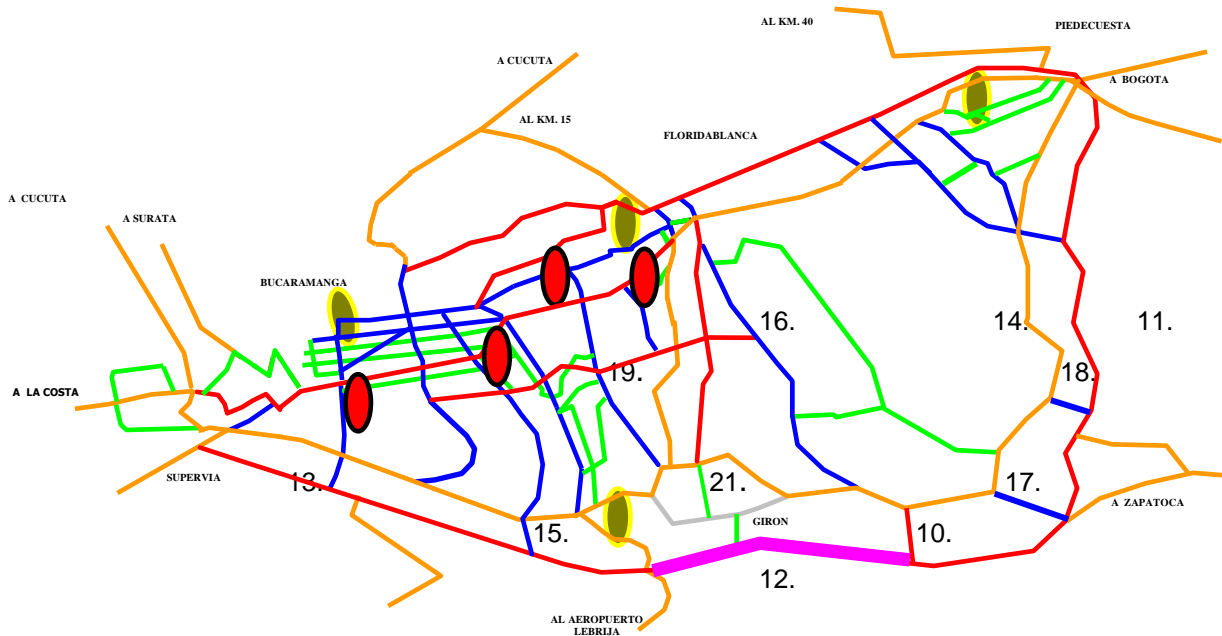 AL KM. 40
PIEDECUESTA
A CUCUTA
A BOGOTA
AL KM. 15
FLORIDABLANCA
A CUCUTA
A SURATA
BUCARAMANGA
16.
14.
11.
19.
18.
A LA COSTA
SUPERVIA
13.
21.
17.
A ZAPATOCA
15.
GIRON
10.
12.
AL AEROPUERTO
LEBRIJA